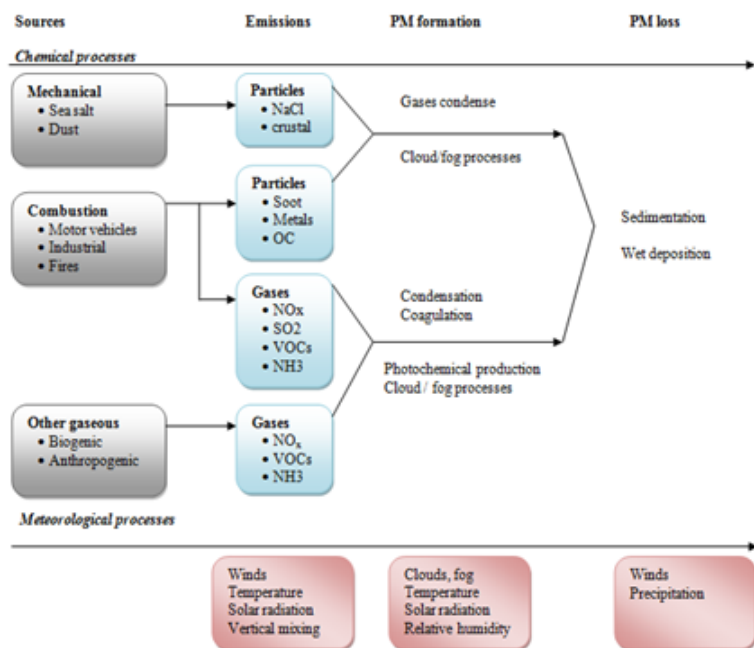 Sources Emissions PM formation PM loss
Chemical processes
Mechanical
• Sea salt
• Dust
Particles
• NaCl
• crustal
Gases condense
Cloud/fog processes
Combustion
• Motor vehicles
• Industrial
• Fires
Particles
• Soot
• Metals
• OC
Sedimentation
Wet deposition
Gases
• NOx
• SO2
• VOCs
• NH3
Condensation
Coagulation
Photochemical production
Cloud / fog processes
Other gaseous
• Biogenic
• Anthropogenic
Gases
• NOx
• VOCs
• NH3
Meteorological processes
Winds
Temperature
Solar radiation
Vertical mixing
Clouds, fog
Temperature
Solar radiation
Relative humidity
Winds
Precipitation